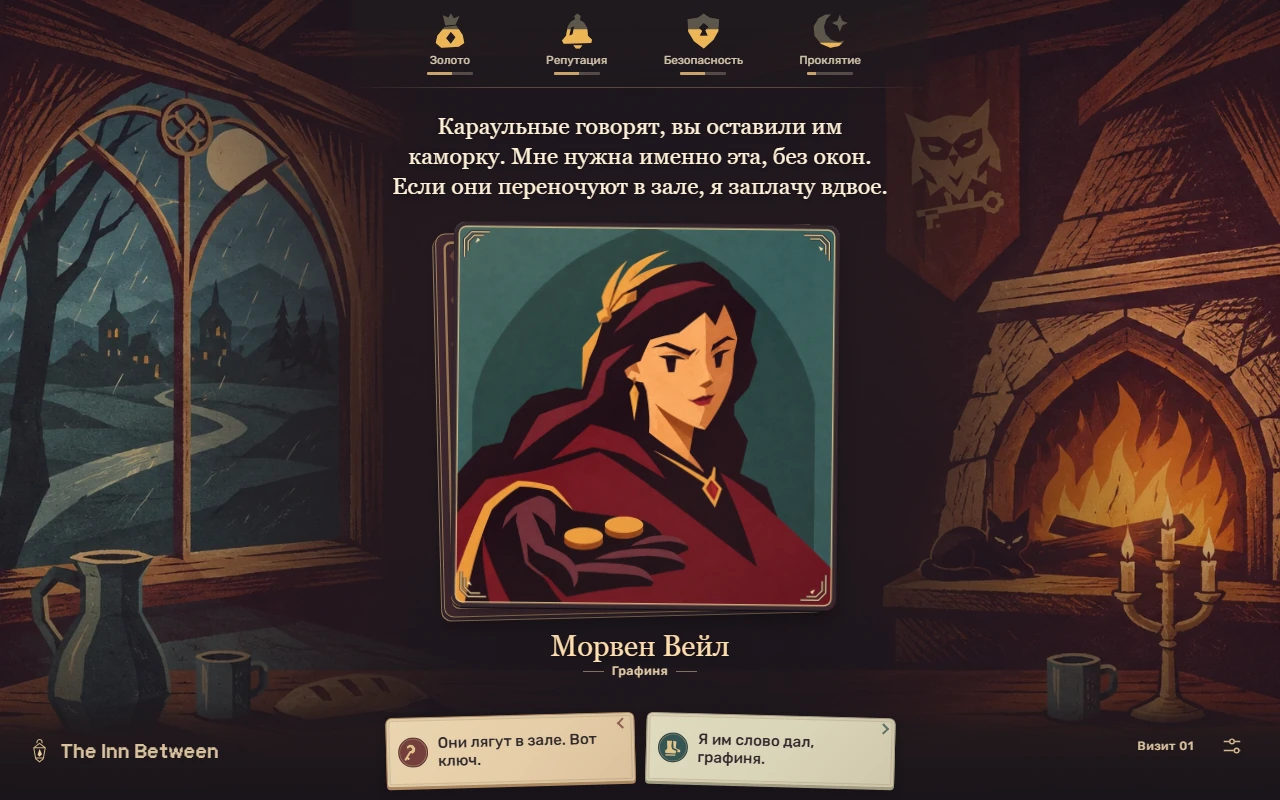 Золото
Репутация
Безопасность
Проклятие
Караульные говорят, вы оставили им
каморку. Мне нужна именно эта, без окон.
Если они переночуют в зале, я заплачу вдвое.
Морвен Вейл
Графиня
Они лягут в зале. Вот
ключ.
Я им слово дал,
графиня.
The Inn Between
Визит 01